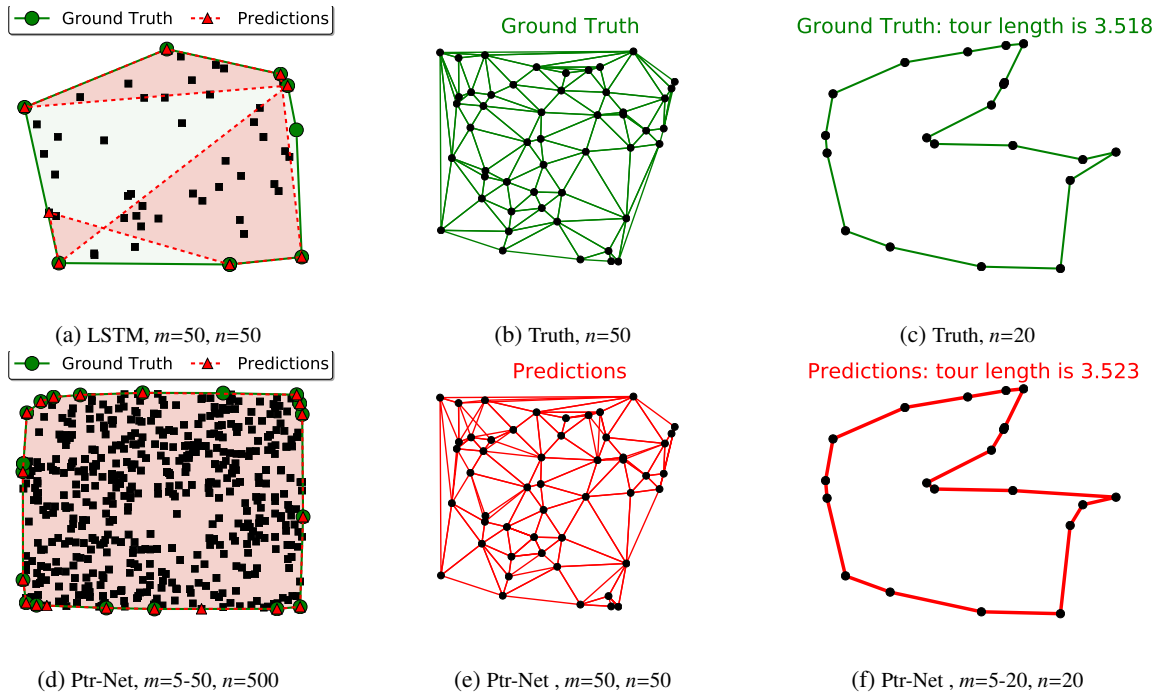 Ground Truth Predictions
Ground Truth
Ground Truth: tour length is 3.518
(a) LSTM, m=50, n=50
(b) Truth, n=50
(c) Truth, n=20
Ground Truth Predictions
Predictions
Predictions: tour length is 3.523
(d) Ptr-Net, m=5-50, n=500
(e) Ptr-Net , m=50, n=50
(f) Ptr-Net , m=5-20, n=20